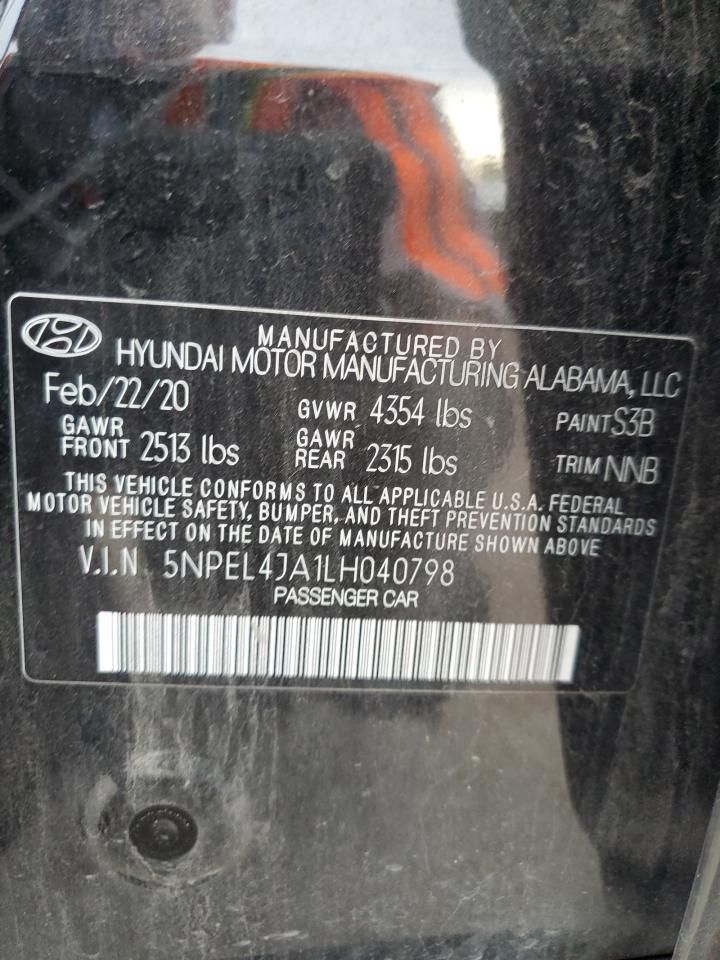 MANUFACTURED BY
HYUNDAI MOTOR MANUFACTURING ALABAMA, LLC
Feb/22/20 GVWR 4354 lbs PAINT S3B
GAWR FRONT 2513 lbs GAWR REAR 2315 lbs TRIM NNB
THIS VEHICLE CONFORMS TO ALL APPLICABLE U.S.A. FEDERAL
MOTOR VEHICLE SAFETY, BUMPER, AND THEFT PREVENTION STANDARDS
IN EFFECT ON THE DATE OF MANUFACTURE SHOWN ABOVE
V.I.N 5NPEL4JA1LH040798
PASSENGER CAR